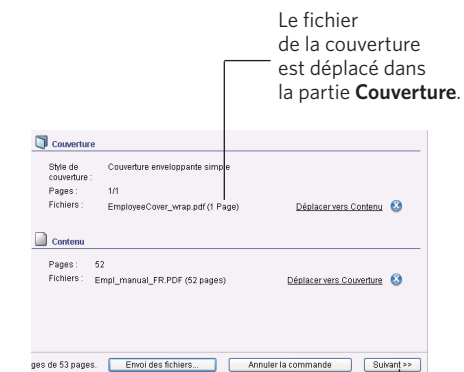 Le fichier
de la couverture
est déplacé dans
la partie Couverture.
Couverture
Style de couverture : Couverture enveloppante simple
Pages : 1/1
Fichiers : EmployeeCover_wrap.pdf (1 Page) Déplacer vers Contenu
Contenu
Pages : 52
Fichiers : Empl_manual_FR.PDF (52 pages) Déplacer vers Couverture
ges de 53 pages. Envoi des fichiers... Annuler la commande Suivant >>